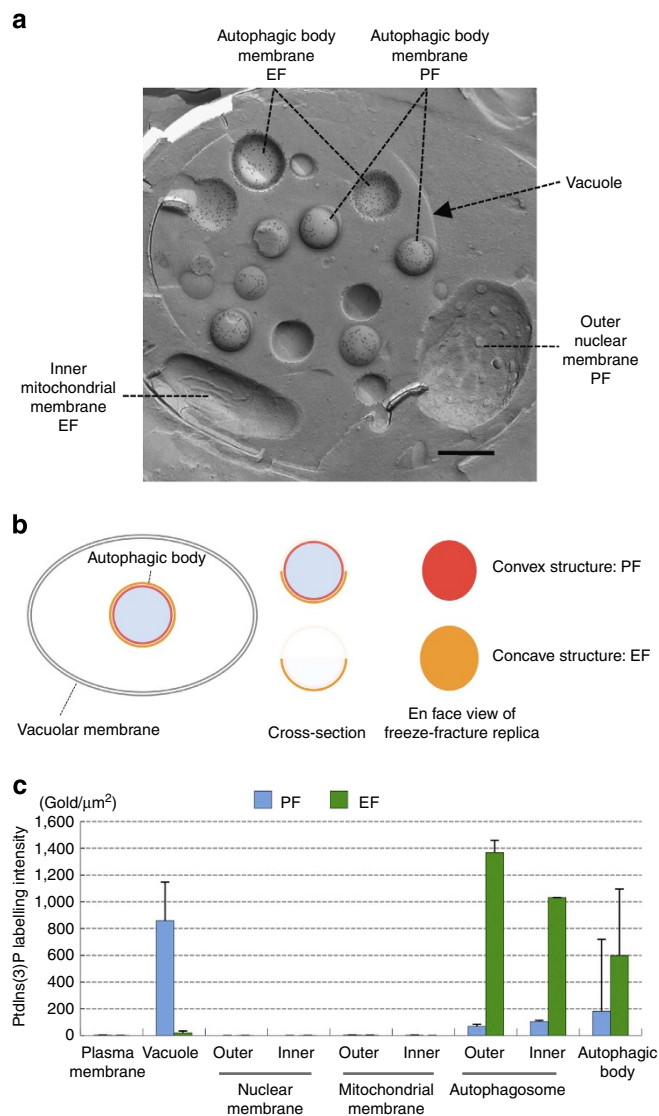 a
Autophagic body
membrane
EF
Autophagic body
membrane
PF
Vacuole
Outer
nuclear
membrane
PF
Inner
mitochondrial
membrane
EF
b
Autophagic body
Vacuolar membrane
Cross-section
Convex structure: PF
Concave structure: EF
En face view of
freeze-fracture replica
c
(Gold/μm²)
PF
EF
PtdIns(3)P labelling intensity
1,600
1,400
1,200
1,000
800
600
400
200
0
Plasma
membrane
Vacuole
Outer
Inner
Nuclear
membrane
Outer
Inner
Mitochondrial
membrane
Outer
Inner
Autophagosome
Autophagic
body